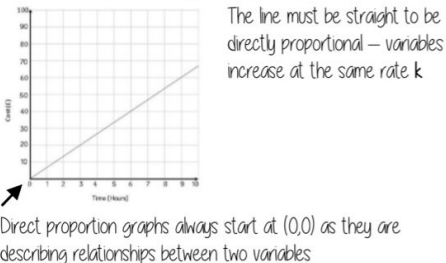 The line must be straight to be
directly proportional – variables
increase at the same rate k
100
90
80
70
60
50
40
30
20
10
Cost(£)
0 1 2 3 4 5 6 7 8 9 10
Time (Hours)
Direct proportion graphs always start at (0,0) as they are
describing relationships between two variables